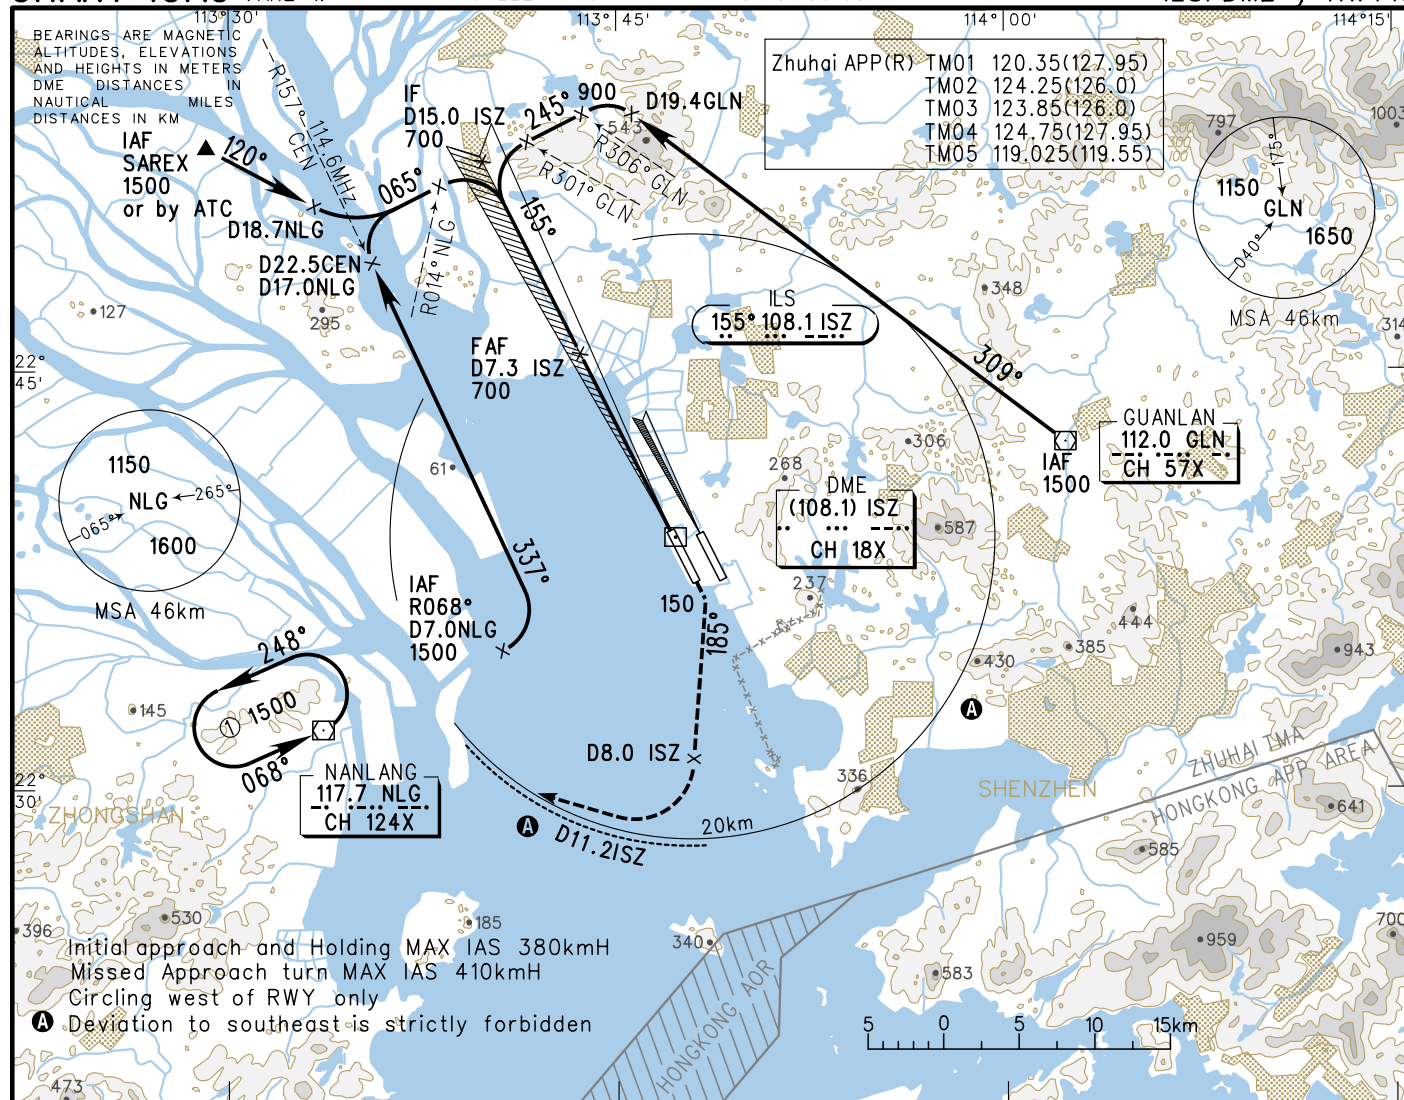 113°30'
113°45'
114°00'
114°15'
BEARINGS ARE MAGNETIC
ALTITUDES, ELEVATIONS
AND HEIGHTS IN METERS
DME DISTANCES IN
NAUTICAL MILES
DISTANCES IN KM
IAF
SAREX
1500
or by ATC
120°
D18.7NLG
R157° CEN
114.6MHZ
D22.5CEN
D17.0NLG
065°
R014° NLG
IF
D15.0 ISZ
700
245°
900
D19.4GLN
543
R306° GLN
R301° GLN
155°
Zhuhai APP(R) TM01 120.35(127.95)
TM02 124.25(126.0)
TM03 123.85(126.0)
TM04 124.75(127.95)
TM05 119.025(119.55)
797
1003
175°
1150
GLN
1650
040°
MSA 46km
314
127
295
348
ILS
155° 108.1 ISZ
309°
FAF
D7.3 ISZ
700
22°
45'
GUANLAN
112.0 GLN
CH 57X
IAF
1500
306
268
61
DME
(108.1) ISZ
CH 18X
587
1150
NLG
265°
065°
1600
MSA 46km
337°
IAF
R068°
D7.0NLG
1500
150
185°
237
444
385
430
943
248°
1500
1
068°
145
A
D8.0 ISZ
NANLANG
117.7 NLG
CH 124X
22°
30'
ZHONGSHAN
336
SHENZHEN
ZHUHAI TMA
HONGKONG APP AREA
641
585
20km
A
D11.2ISZ
530
396
185
340
959
583
700
HONGKONG AOR
Initial approach and Holding MAX IAS 380kmH
Missed Approach turn MAX IAS 410kmH
Circling west of RWY only
A Deviation to southeast is strictly forbidden
5 0 5 10 15km
473